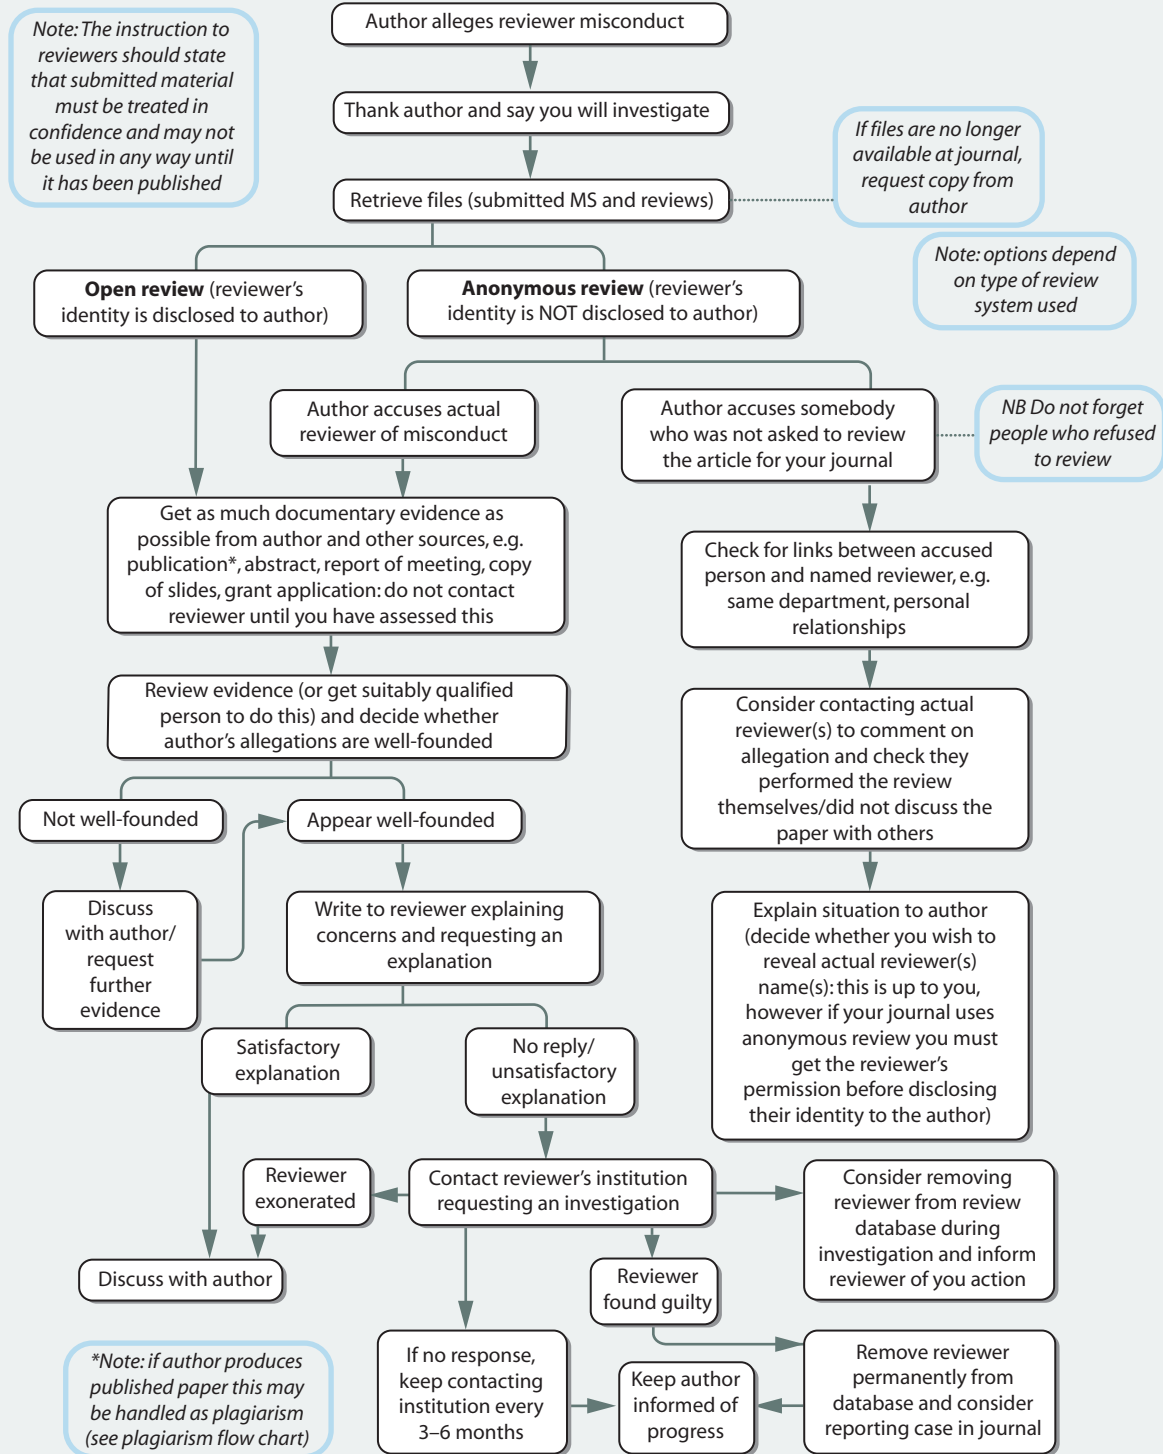 Note: The instruction to
reviewers should state
that submitted material
must be treated in
confidence and may not
be used in any way until
it has been published
Author alleges reviewer misconduct
Thank author and say you will investigate
Retrieve files (submitted MS and reviews)
If files are no longer
available at journal,
request copy from
author
Note: options depend
on type of review
system used
Open review (reviewer's
identity is disclosed to author)
Anonymous review (reviewer's
identity is NOT disclosed to author)
Author accuses actual
reviewer of misconduct
Author accuses somebody
who was not asked to review
the article for your journal
NB Do not forget
people who refused
to review
Get as much documentary evidence as
possible from author and other sources, e.g.
publication*, abstract, report of meeting, copy
of slides, grant application: do not contact
reviewer until you have assessed this
Check for links between accused
person and named reviewer, e.g.
same department, personal
relationships
Review evidence (or get suitably qualified
person to do this) and decide whether
author's allegations are well-founded
Consider contacting actual
reviewer(s) to comment on
allegation and check they
performed the review
themselves/did not discuss the
paper with others
Not well-founded
Appear well-founded
Discuss
with author/
request
further
evidence
Write to reviewer explaining
concerns and requesting an
explanation
Explain situation to author
(decide whether you wish to
reveal actual reviewer(s)
name(s): this is up to you,
however if your journal uses
anonymous review you must
get the reviewer's
permission before disclosing
their identity to the author)
Satisfactory
explanation
No reply/
unsatisfactory
explanation
Reviewer
exonerated
Contact reviewer's institution
requesting an investigation
Consider removing
reviewer from review
database during
investigation and inform
reviewer of you action
Discuss with author
Reviewer
found guilty
*Note: if author produces
published paper this may
be handled as plagiarism
(see plagiarism flow chart)
If no response,
keep contacting
institution every
3–6 months
Keep author
informed of
progress
Remove reviewer
permanently from
database and consider
reporting case in journal